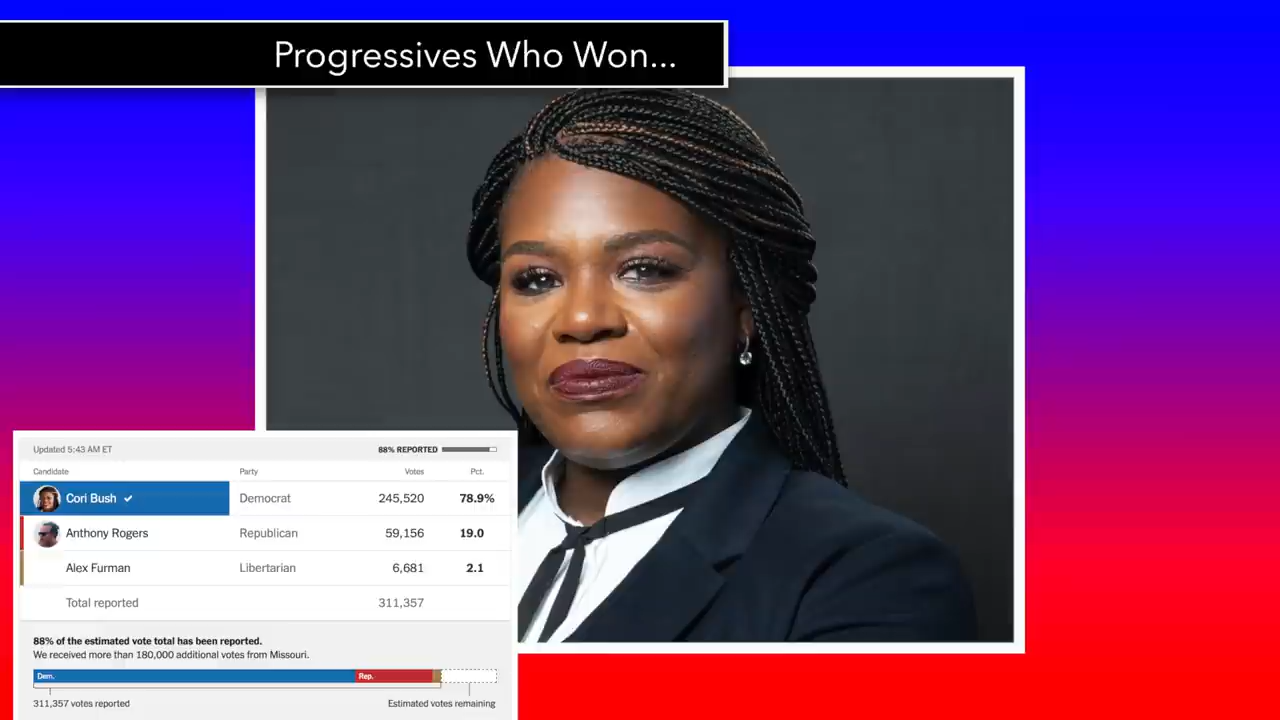 Progressives Who Won...
Updated 5:43 AM ET 88% REPORTED
Candidate Party Votes Pct.
Cori Bush Democrat 245,520 78.9%
Anthony Rogers Republican 59,156 19.0
Alex Furman Libertarian 6,681 2.1
Total reported 311,357
88% of the estimated vote total has been reported.
We received more than 180,000 additional votes from Missouri.
Dem. Rep.
311,357 votes reported Estimated votes remaining